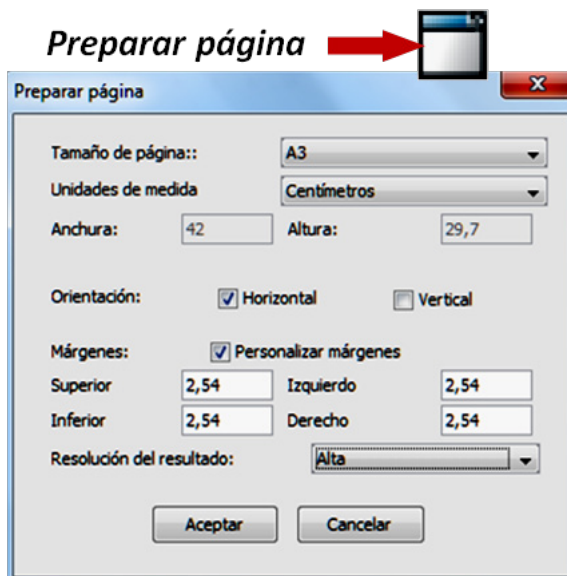 Preparar página
Preparar página
x
Tamaño de página:: A3
Unidades de medida Centímetros
Anchura: 42 Altura: 29,7
Orientación: Horizontal Vertical
Márgenes: Personalizar márgenes
Superior 2,54 Izquierdo 2,54
Inferior 2,54 Derecho 2,54
Resolución del resultado: Alta
Aceptar Cancelar